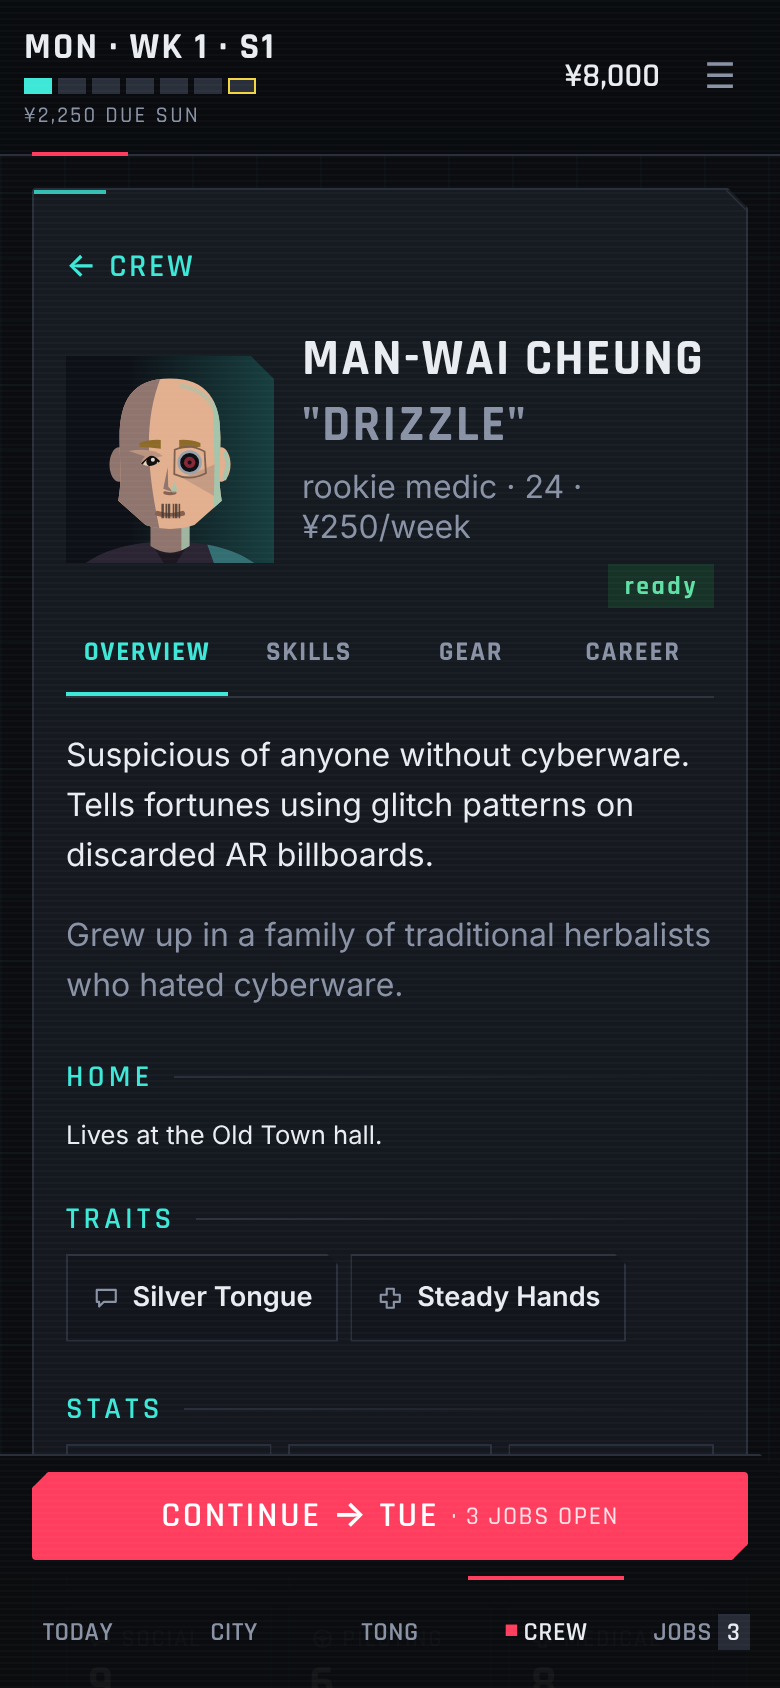 MON · WK 1 · S1
¥2,250 DUE SUN
¥8,000
← CREW
MAN-WAI CHEUNG
"DRIZZLE"
rookie medic · 24 ·
¥250/week
ready
OVERVIEW SKILLS GEAR CAREER
Suspicious of anyone without cyberware.
Tells fortunes using glitch patterns on
discarded AR billboards.
Grew up in a family of traditional herbalists
who hated cyberware.
HOME
Lives at the Old Town hall.
TRAITS
Silver Tongue Steady Hands
STATS
CONTINUE → TUE · 3 JOBS OPEN
TODAY CITY TONG CREW JOBS 3